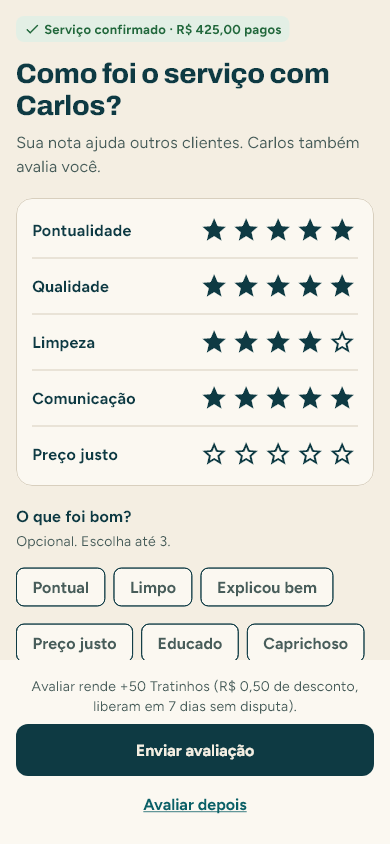 Serviço confirmado · R$ 425,00 pagos
Como foi o serviço com
Carlos?
Sua nota ajuda outros clientes. Carlos também
avalia você.
Pontualidade
Qualidade
Limpeza
Comunicação
Preço justo
O que foi bom?
Opcional. Escolha até 3.
Pontual Limpo Explicou bem
Preço justo Educado Caprichoso
Avaliar rende +50 Tratinhos (R$ 0,50 de desconto,
liberam em 7 dias sem disputa).
Enviar avaliação
Avaliar depois